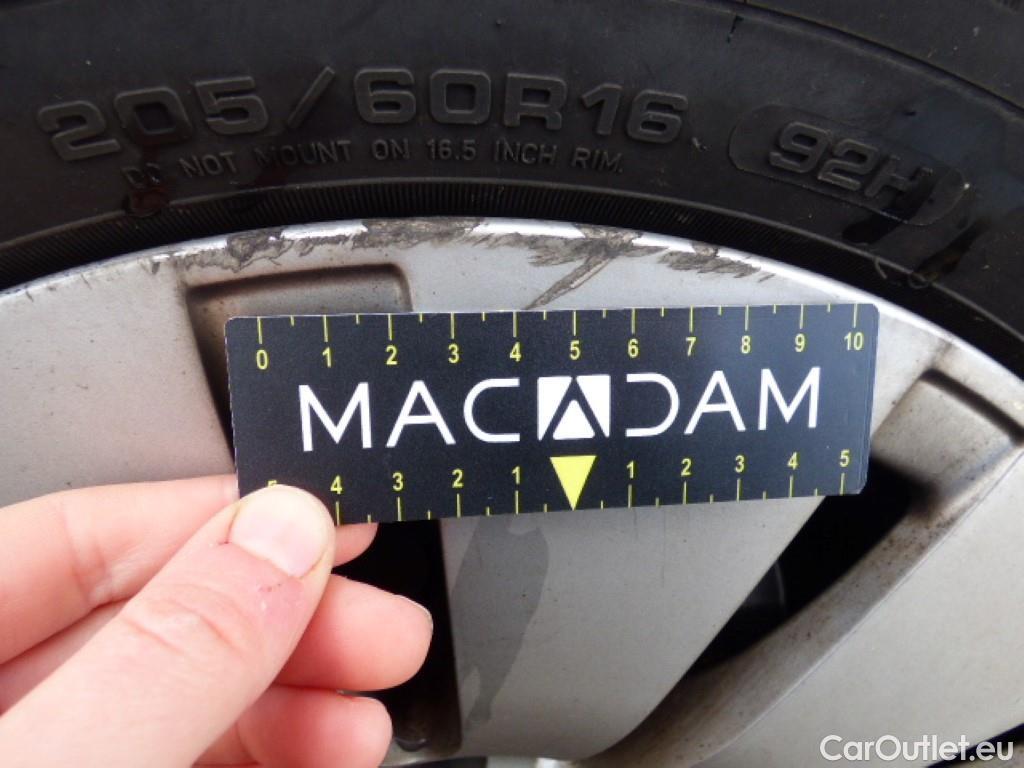 205/60R16 92H
DO NOT MOUNT ON 16.5 INCH RIM.
0 1 2 3 4 5 6 7 8 9 10
MACADAM
5 4 3 2 1 1 2 3 4 5
CarOutlet.eu